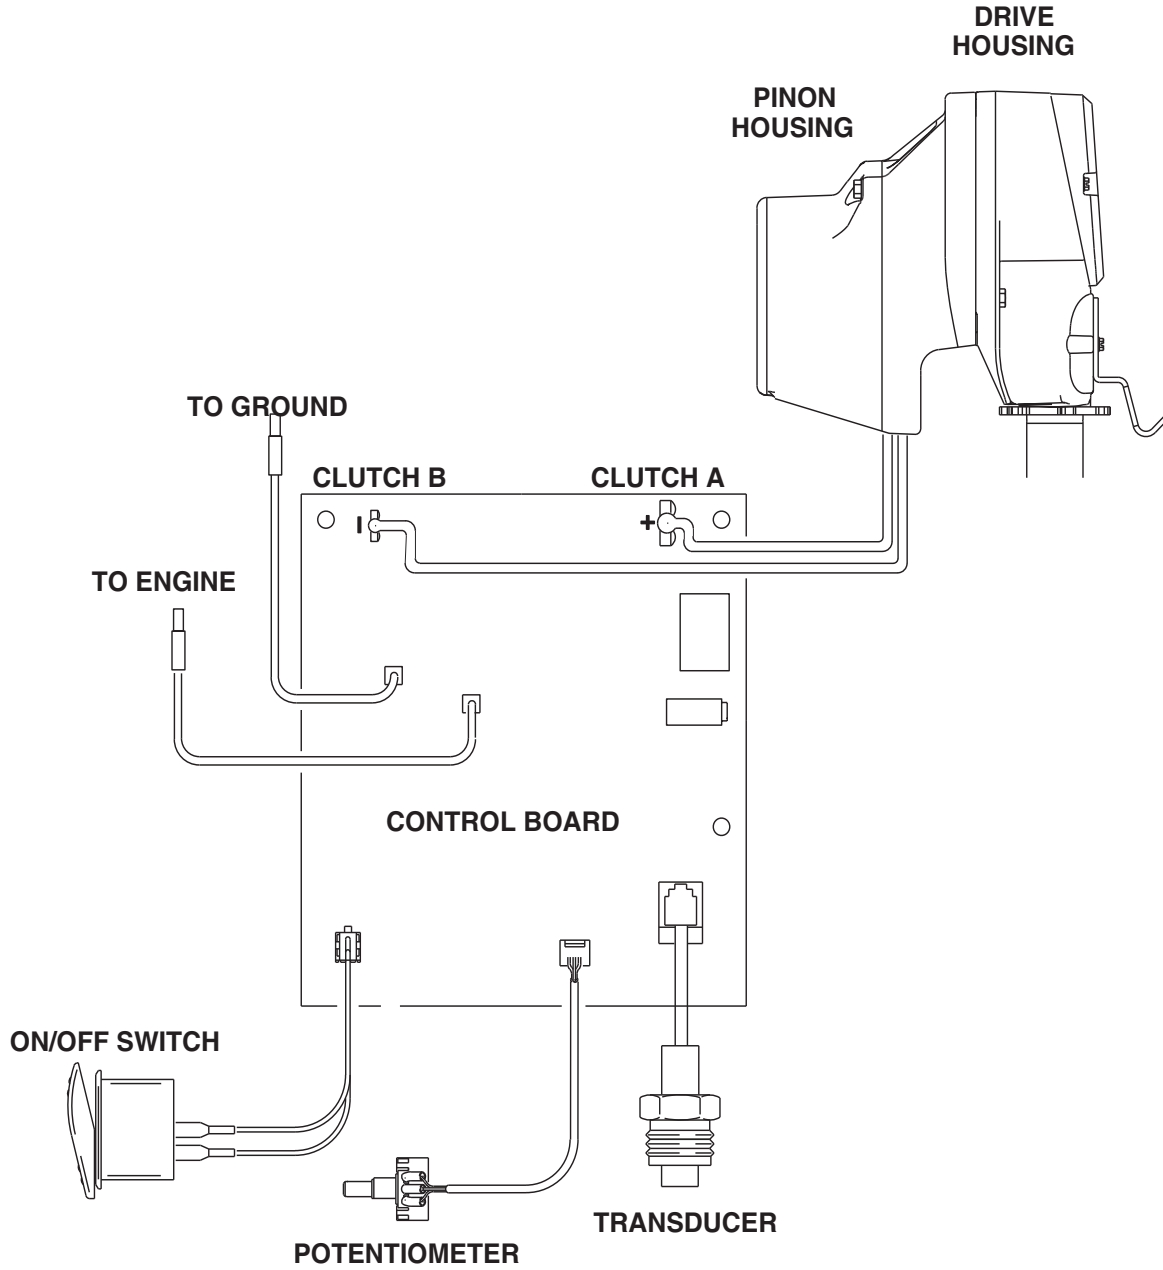 DRIVE
HOUSING
PINON
HOUSING
TO GROUND
CLUTCH B
CLUTCH A
–
+
TO ENGINE
CONTROL BOARD
ON/OFF SWITCH
TRANSDUCER
POTENTIOMETER